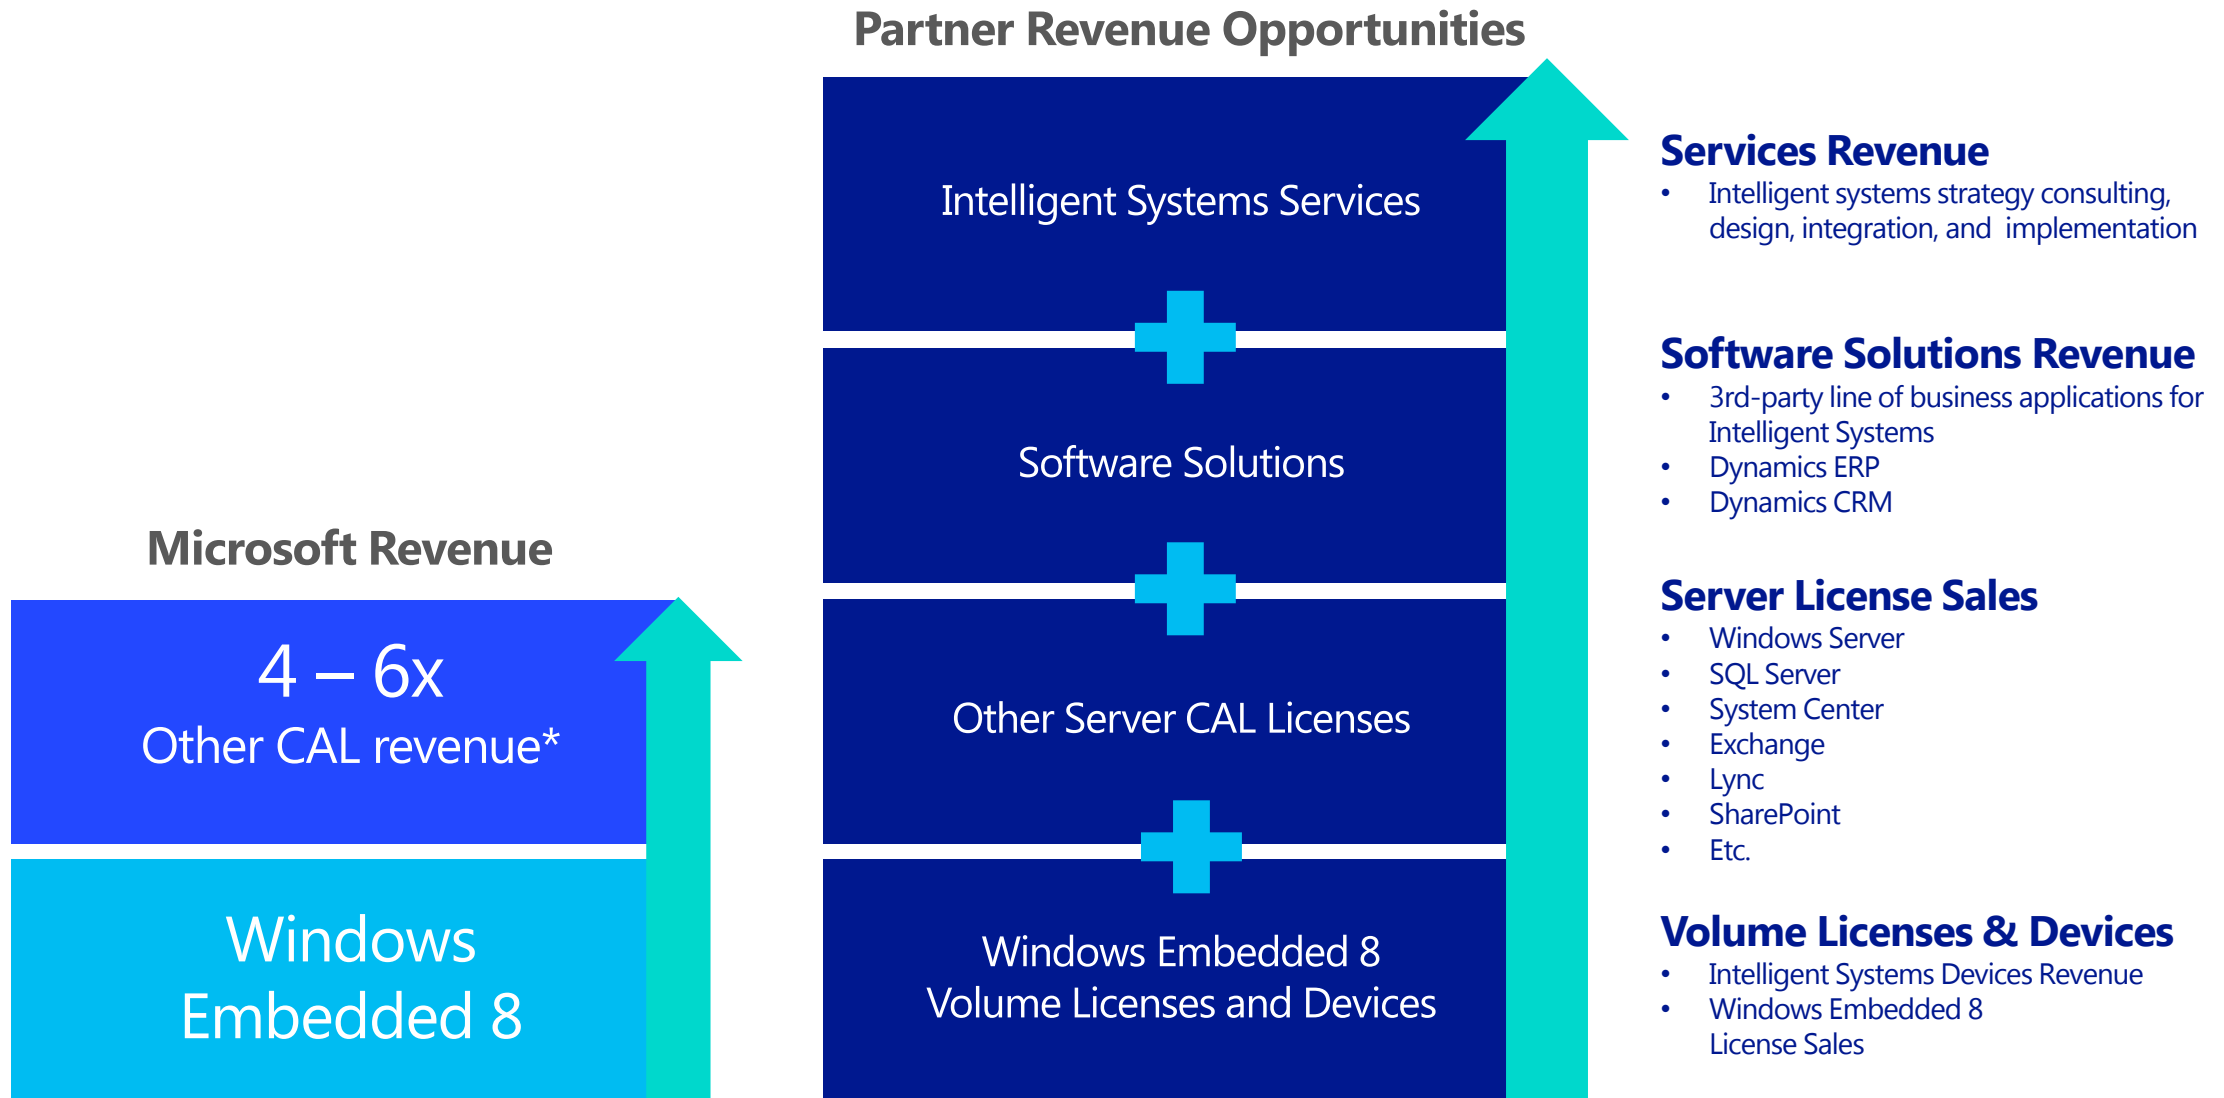 Partner Revenue Opportunities
Intelligent Systems Services
Software Solutions
Other Server CAL Licenses
Windows Embedded 8
Volume Licenses and Devices
Microsoft Revenue
4 – 6x
Other CAL revenue*
Windows
Embedded 8
Services Revenue
• Intelligent systems strategy consulting,
design, integration, and implementation
Software Solutions Revenue
• 3rd-party line of business applications for
Intelligent Systems
• Dynamics ERP
• Dynamics CRM
Server License Sales
• Windows Server
• SQL Server
• System Center
• Exchange
• Lync
• SharePoint
• Etc.
Volume Licenses & Devices
• Intelligent Systems Devices Revenue
• Windows Embedded 8
License Sales